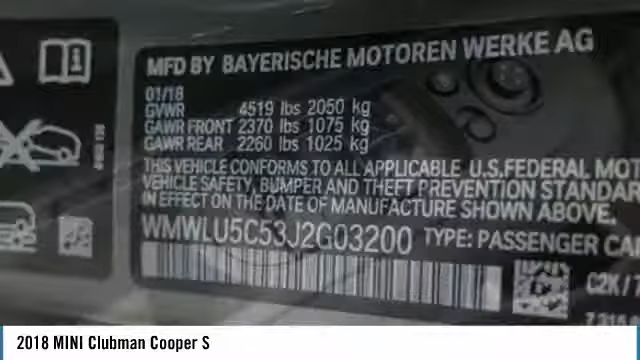 MFD BY BAYERISCHE MOTOREN WERKE AG
01/18
GVWR 4519 lbs 2050 kg
GAWR FRONT 2370 lbs 1075 kg
GAWR REAR 2260 lbs 1025 kg
THIS VEHICLE CONFORMS TO ALL APPLICABLE U.S.FEDERAL MOT
VEHICLE SAFETY, BUMPER AND THEFT PREVENTION STANDAR
IN EFFECT ON THE DATE OF MANUFACTURE SHOWN ABOVE.
WMWLU5C53J2G03200 TYPE: PASSENGER CA
C2K / 7
2018 MINI Clubman Cooper S